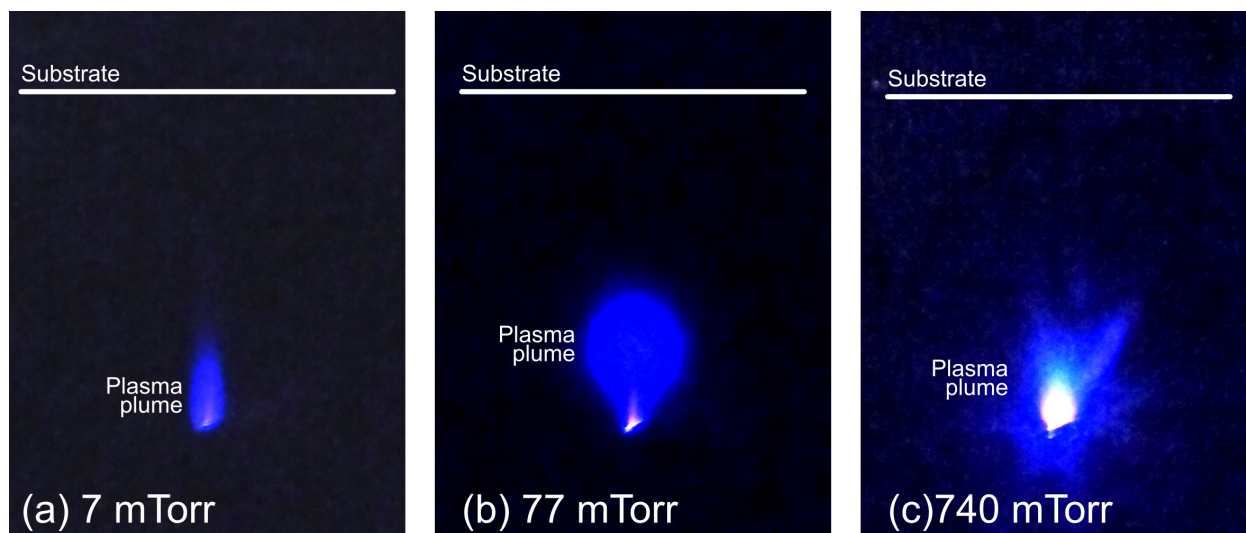 Substrate
Plasma
plume
(a) 7 mTorr
Substrate
Plasma
plume
(b) 77 mTorr
Substrate
Plasma
plume
(c)740 mTorr